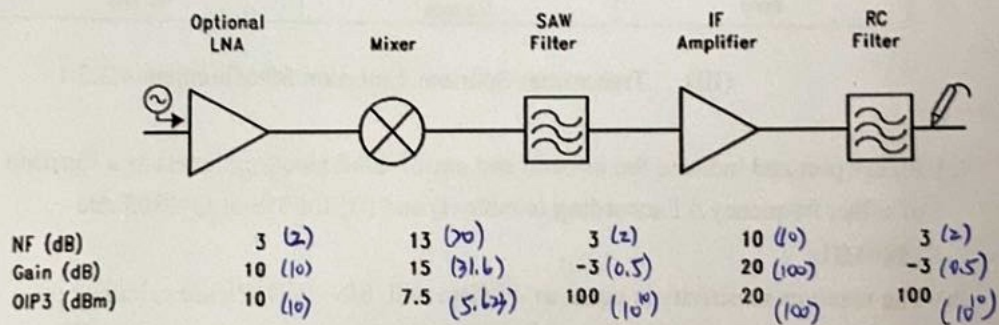 Optional SAW IF RC
LNA Mixer Filter Amplifier Filter
NF (dB) 3 (2) 13 (20) 3 (2) 10 (10) 3 (2)
Gain (dB) 10 (10) 15 (31.6) -3 (0.5) 20 (100) -3 (0.5)
OIP3 (dBm) 10 (10) 7.5 (5.623) 100 (10¹⁰) 20 (100) 100 (10¹⁰)